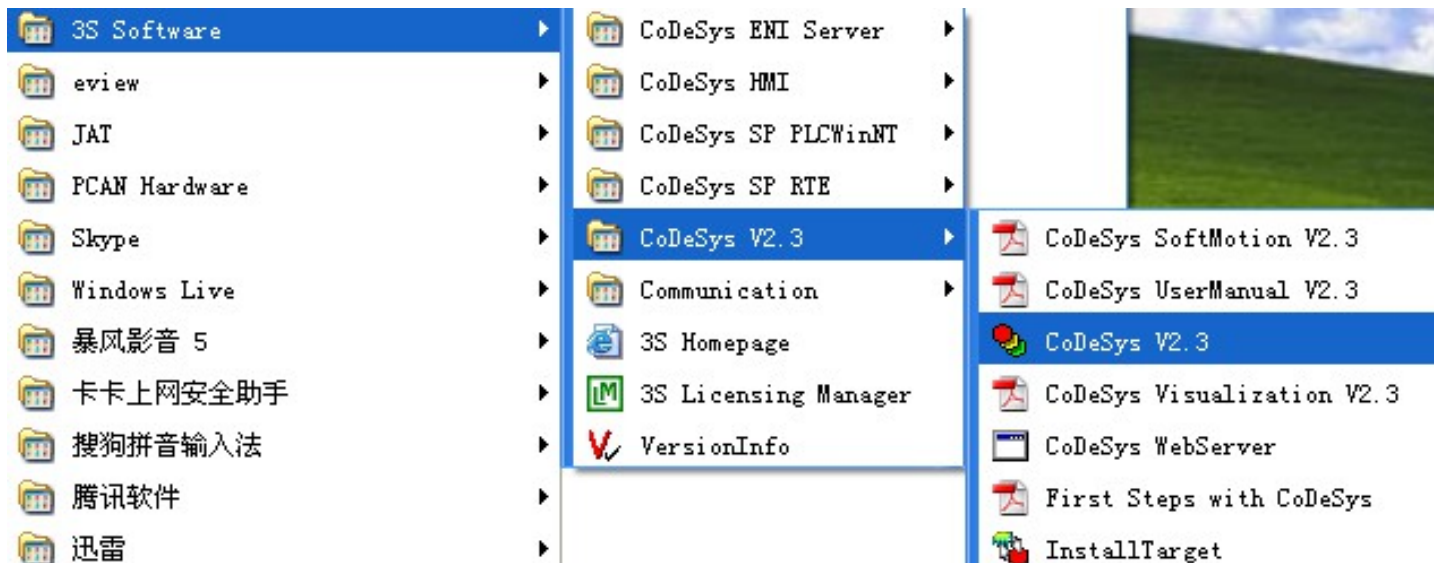 3S Software
eview
JAT
PCAN Hardware
Skype
Windows Live
暴风影音 5
卡卡上网安全助手
搜狗拼音输入法
腾讯软件
迅雷
CoDeSys ENI Server
CoDeSys HMI
CoDeSys SP PLCWinNT
CoDeSys SP RTE
CoDeSys V2.3
Communication
3S Homepage
3S Licensing Manager
VersionInfo
CoDeSys SoftMotion V2.3
CoDeSys UserManual V2.3
CoDeSys V2.3
CoDeSys Visualization V2.3
CoDeSys WebServer
First Steps with CoDeSys
InstallTarget